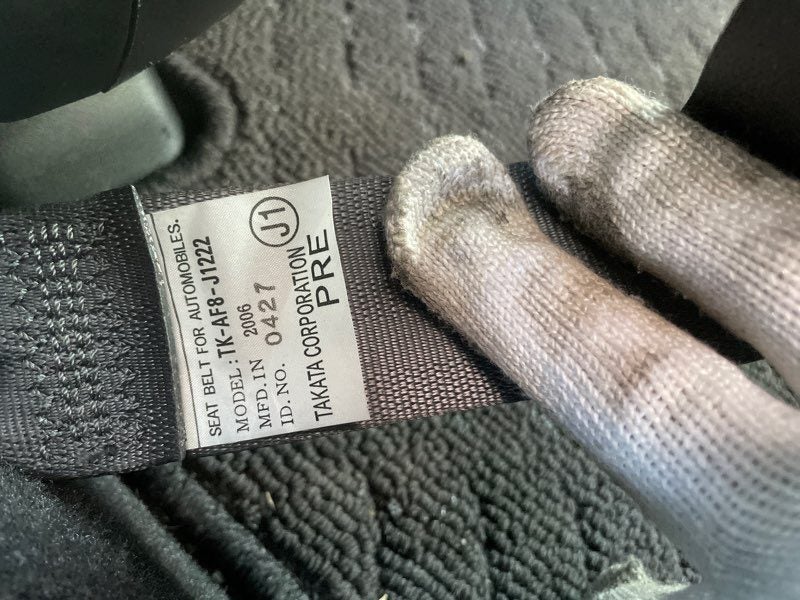 SEAT BELT FOR AUTOMOBILES.
MODEL: TK-AF8-J1222
MFD. IN 2006
ID. NO. 0427
J1
TAKATA CORPORATION
PRE